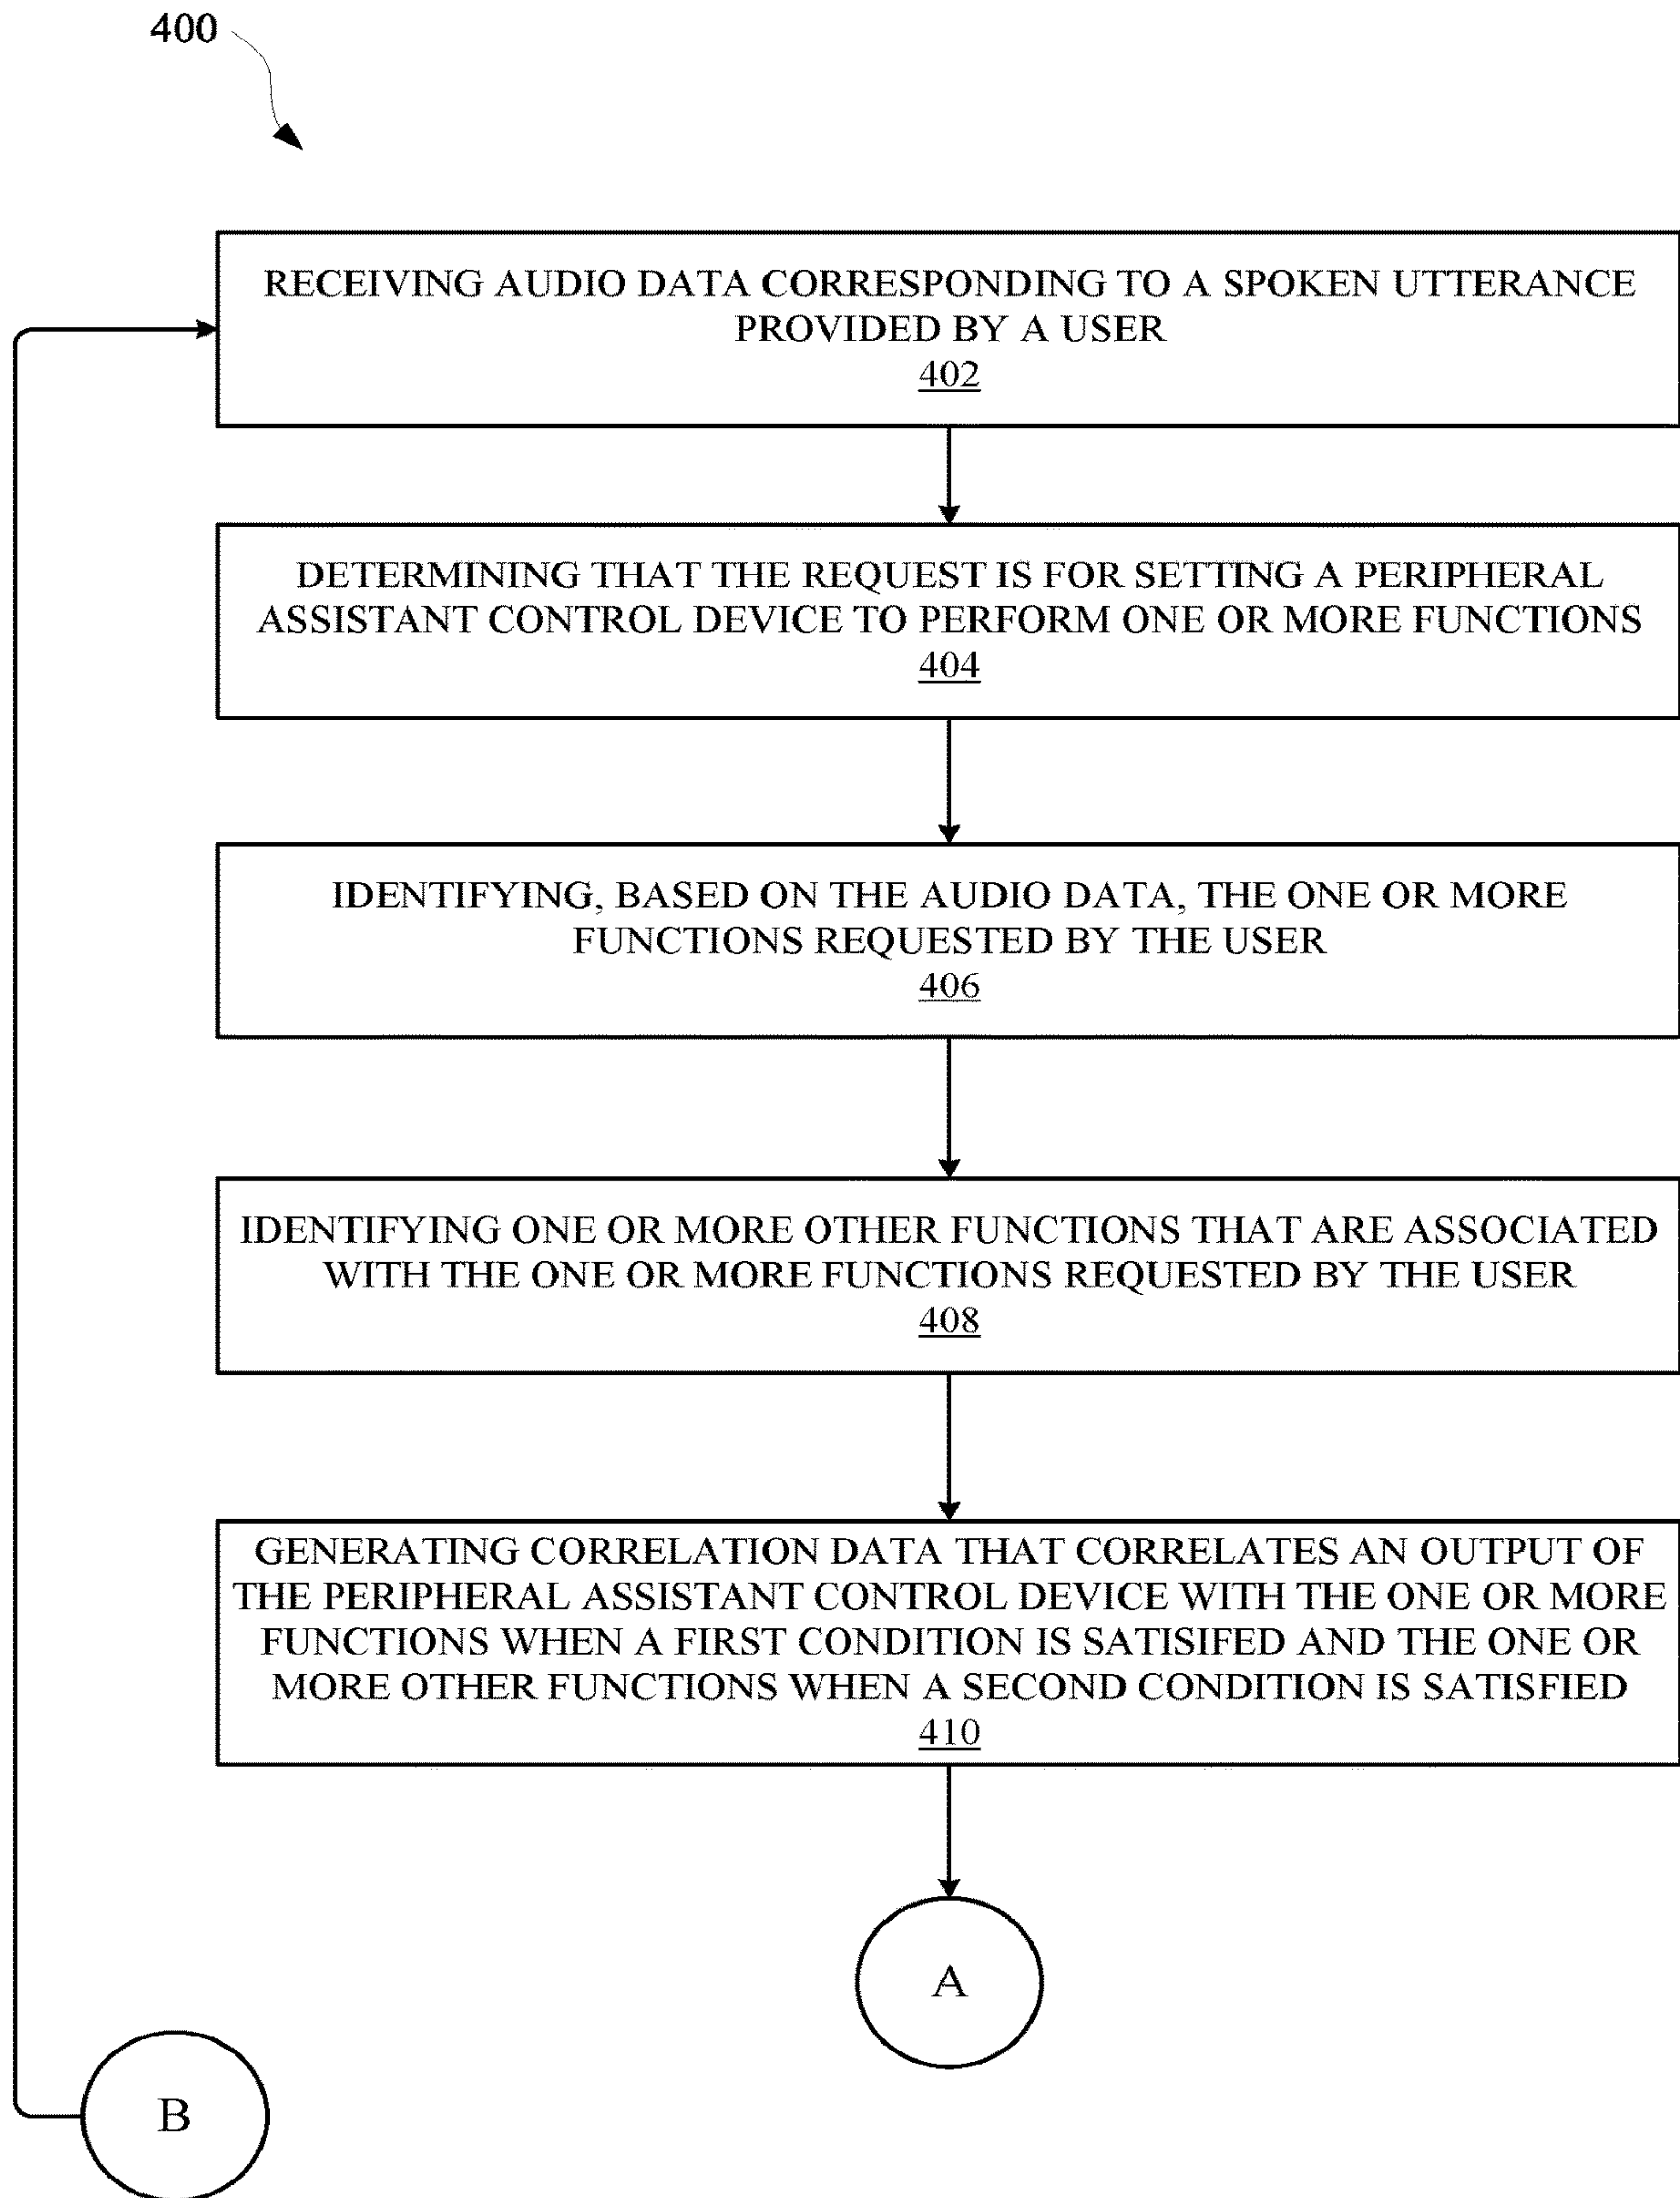 400
RECEIVING AUDIO DATA CORRESPONDING TO A SPOKEN UTTERANCE
PROVIDED BY A USER
402
DETERMINING THAT THE REQUEST IS FOR SETTING A PERIPHERAL
ASSISTANT CONTROL DEVICE TO PERFORM ONE OR MORE FUNCTIONS
404
IDENTIFYING, BASED ON THE AUDIO DATA, THE ONE OR MORE
FUNCTIONS REQUESTED BY THE USER
406
IDENTIFYING ONE OR MORE OTHER FUNCTIONS THAT ARE ASSOCIATED
WITH THE ONE OR MORE FUNCTIONS REQUESTED BY THE USER
408
GENERATING CORRELATION DATA THAT CORRELATES AN OUTPUT OF
THE PERIPHERAL ASSISTANT CONTROL DEVICE WITH THE ONE OR MORE
FUNCTIONS WHEN A FIRST CONDITION IS SATISIFED AND THE ONE OR
MORE OTHER FUNCTIONS WHEN A SECOND CONDITION IS SATISFIED
410
A
B